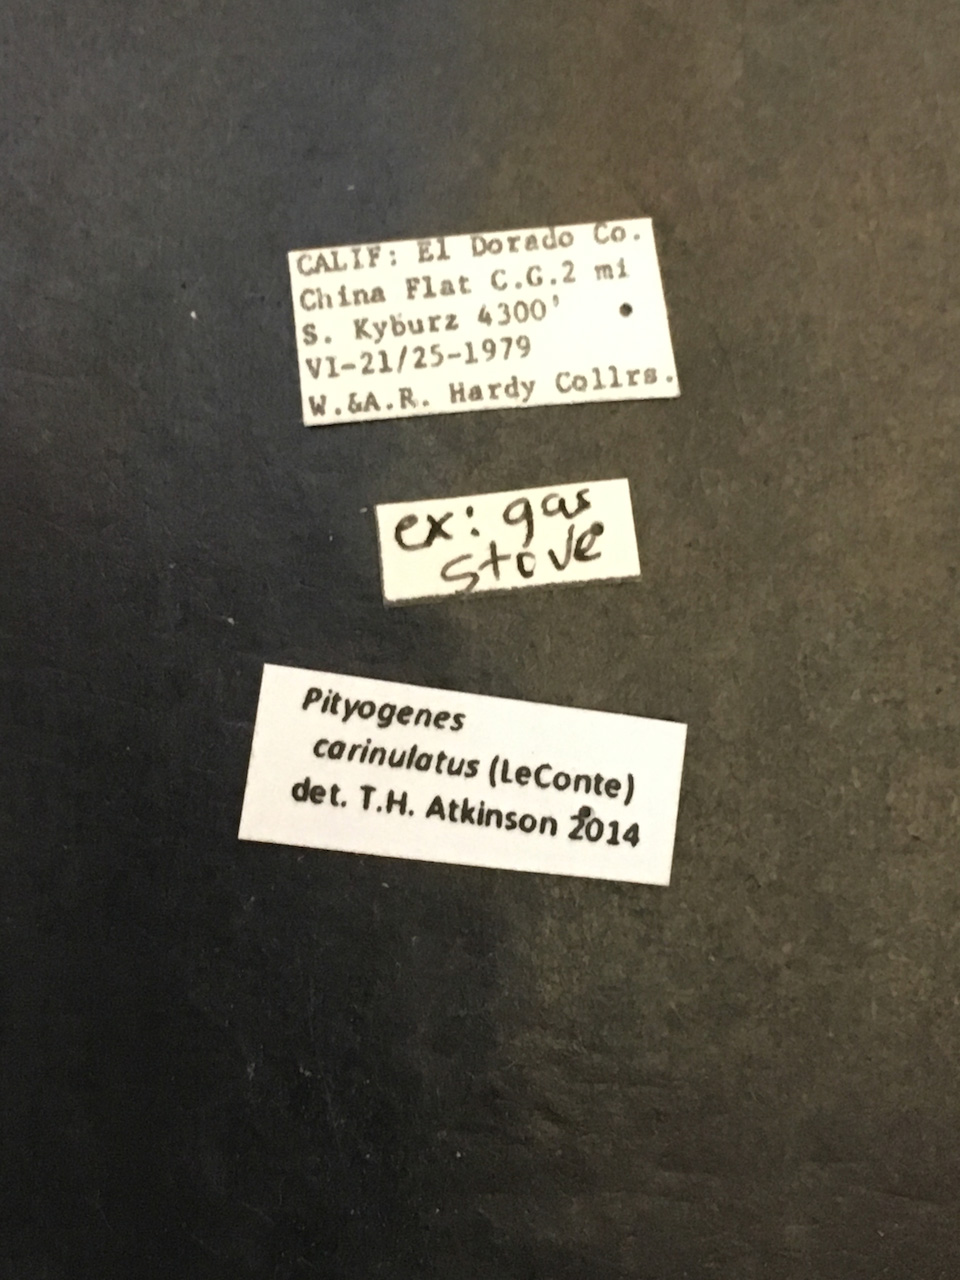 CALIF: El Dorado Co.
China Flat C.G.2 mi
S. Kyburz 4300'
VI-21/25-1979
W.&A.R. Hardy Collrs.
ex: gas
stove
Pityogenes
carinulatus (LeConte)
det. T.H. Atkinson 2014